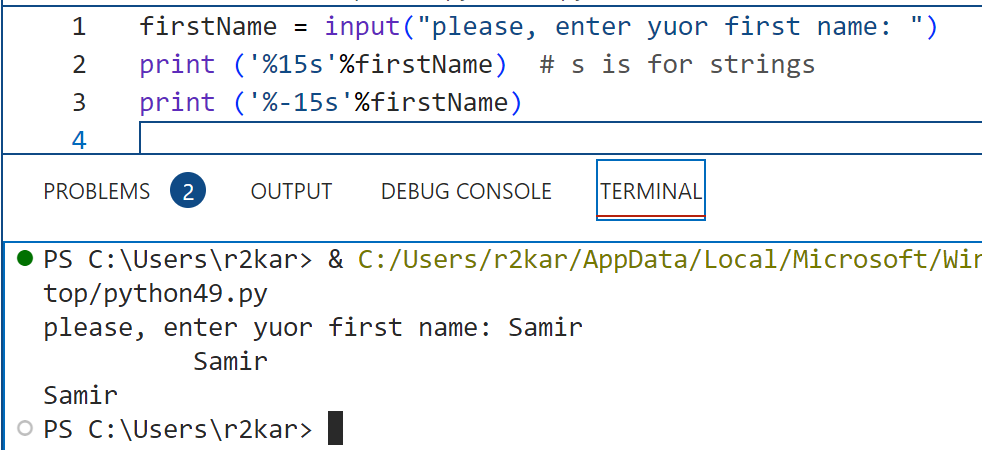 1 firstName = input("please, enter yuor first name: ")
2 print ('%15s'%firstName)  # s is for strings
3 print ('%-15s'%firstName)
4
PROBLEMS 2 OUTPUT DEBUG CONSOLE TERMINAL
PS C:\Users\r2kar> & C:/Users/r2kar/AppData/Local/Microsoft/Win
top/python49.py
please, enter yuor first name: Samir
          Samir
Samir
PS C:\Users\r2kar>